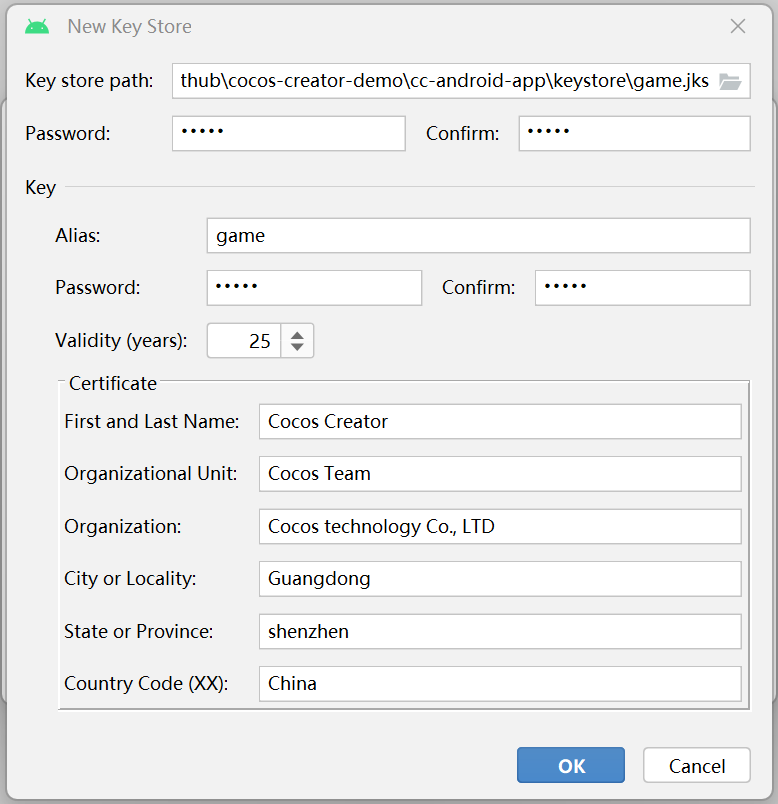 New Key Store
Key store path: thub\cocos-creator-demo\cc-android-app\keystore\game.jks
Password: ••••• Confirm: •••••
Key
Alias: game
Password: ••••• Confirm: •••••
Validity (years): 25
Certificate
First and Last Name: Cocos Creator
Organizational Unit: Cocos Team
Organization: Cocos technology Co., LTD
City or Locality: Guangdong
State or Province: shenzhen
Country Code (XX): China
OK Cancel